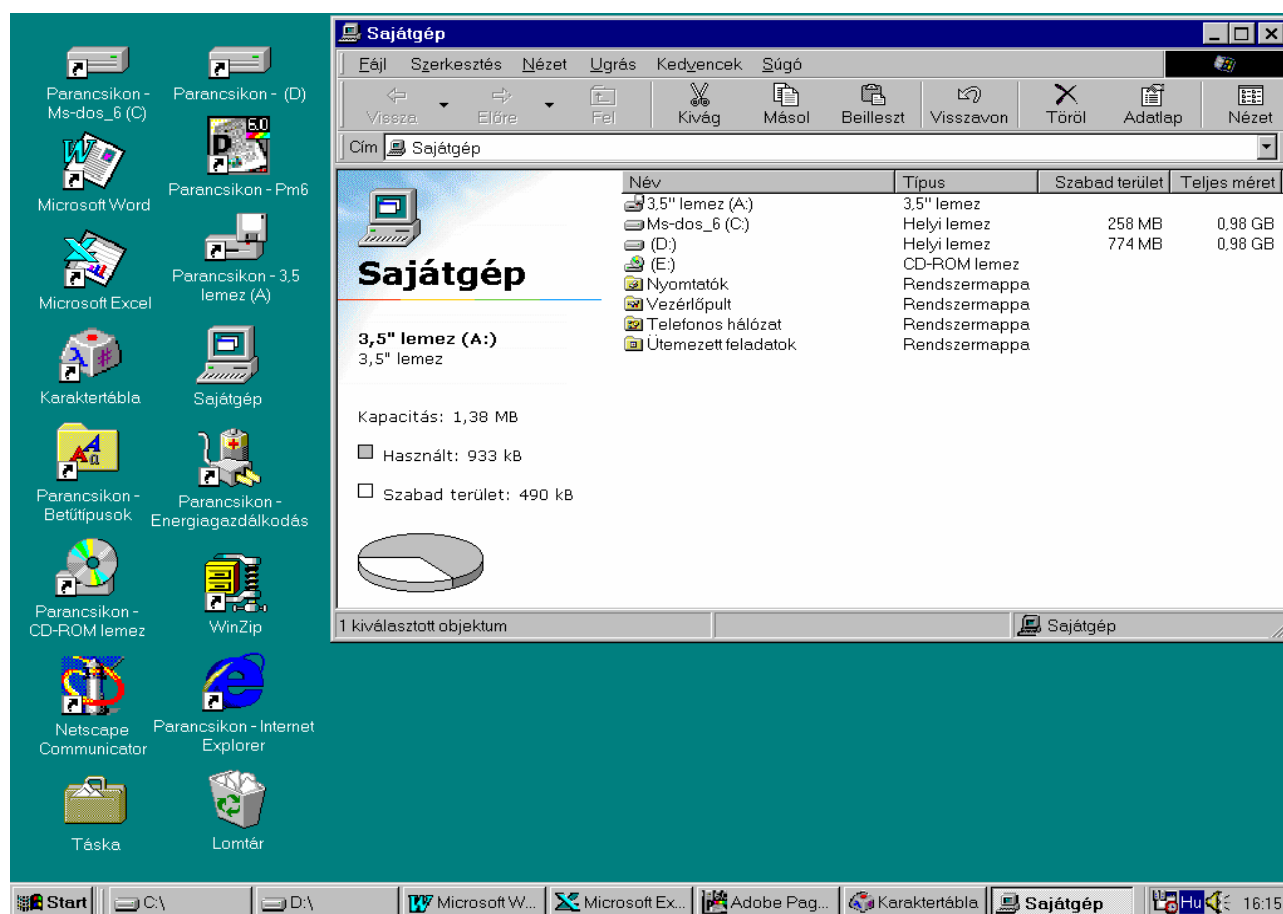 Parancsikon -
Ms-dos_6 (C)
Parancsikon - (D)
Microsoft Word
6.0
Parancsikon - Pm6
Microsoft Excel
Parancsikon - 3,5
lemez (A)
Karaktertábla
Sajátgép
Parancsikon -
Betűtípusok
Parancsikon -
Energiagazdálkodás
Parancsikon -
CD-ROM lemez
WinZip
Netscape
Communicator
Parancsikon - Internet
Explorer
Táska
Lomtár
Sajátgép
Fájl Szerkesztés Nézet Ugrás Kedvencek Súgó
Vissza Előre Fel Kivág Másol Beilleszt Visszavon Töröl Adatlap Nézet
Cím Sajátgép
Sajátgép
3,5" lemez (A:)
3,5" lemez
Kapacitás: 1,38 MB
Használt: 933 kB
Szabad terület: 490 kB
Név Típus Szabad terület Teljes méret
3,5" lemez (A:) 3,5" lemez
Ms-dos_6 (C:) Helyi lemez 258 MB 0,98 GB
(D:) Helyi lemez 774 MB 0,98 GB
(E:) CD-ROM lemez
Nyomtatók Rendszermappa
Vezérlőpult Rendszermappa
Telefonos hálózat Rendszermappa
Ütemezett feladatok Rendszermappa
1 kiválasztott objektum Sajátgép
Start C:\ D:\ Microsoft W... Microsoft Ex... Adobe Pag... Karaktertábla Sajátgép Hu 16:15